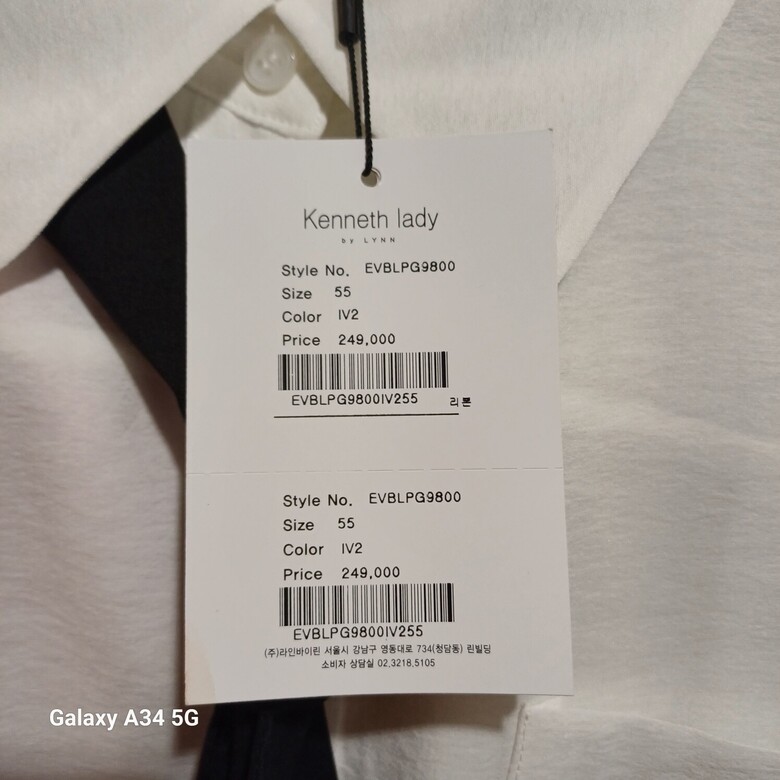 Kenneth lady
by LYNN
Style No. EVBLPG9800
Size 55
Color IV2
Price 249,000
EVBLPG9800IV255 리본
Style No. EVBLPG9800
Size 55
Color IV2
Price 249,000
EVBLPG9800IV255
(주)라인바이린 서울시 강남구 영동대로 734(청담동) 린빌딩
소비자 상담실 02.3218.5105
Galaxy A34 5G